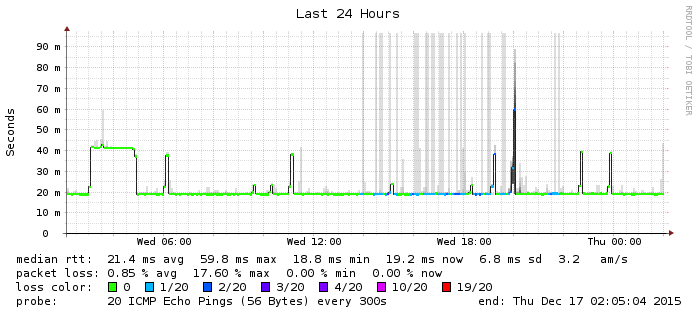 Last 24 Hours
RRDTOOL / TOBI OETIKER
Seconds
90 m
80 m
70 m
60 m
50 m
40 m
30 m
20 m
10 m
0
Wed 06:00 Wed 12:00 Wed 18:00 Thu 00:00
median rtt: 21.4 ms avg 59.8 ms max 18.8 ms min 19.2 ms now 6.8 ms sd 3.2 am/s
packet loss: 0.85 % avg 17.60 % max 0.00 % min 0.00 % now
loss color: 0 1/20 2/20 3/20 4/20 10/20 19/20
probe: 20 ICMP Echo Pings (56 Bytes) every 300s end: Thu Dec 17 02:05:04 2015